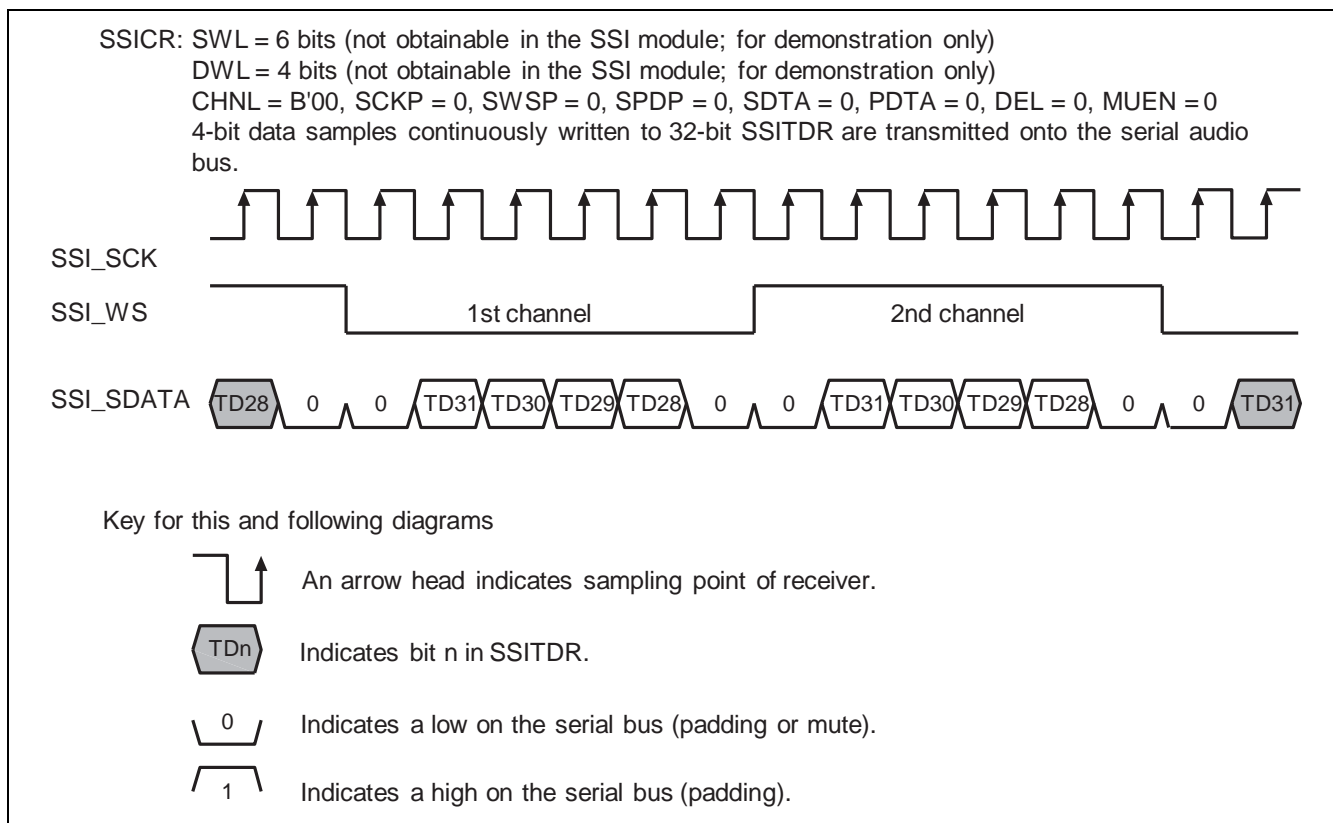 SSICR: SWL = 6 bits (not obtainable in the SSI module; for demonstration only)
DWL = 4 bits (not obtainable in the SSI module; for demonstration only)
CHNL = B'00, SCKP = 0, SWSP = 0, SPDP = 0, SDTA = 0, PDTA = 0, DEL = 0, MUEN = 0
4-bit data samples continuously written to 32-bit SSITDR are transmitted onto the serial audio
bus.
SSI_SCK
SSI_WS 1st channel 2nd channel
SSI_SDATA TD28 0 0 TD31 TD30 TD29 TD28 0 0 TD31 TD30 TD29 TD28 0 0 TD31
Key for this and following diagrams
An arrow head indicates sampling point of receiver.
TDn Indicates bit n in SSITDR.
0 Indicates a low on the serial bus (padding or mute).
1 Indicates a high on the serial bus (padding).